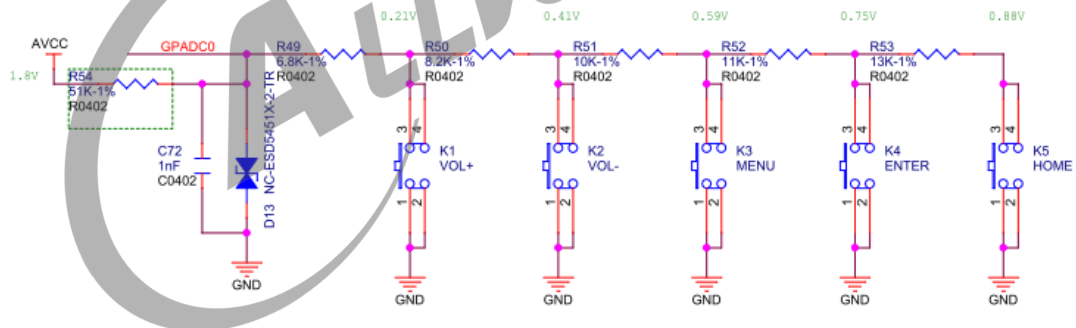 0.21V
0.41V
0.59V
0.75V
0.88V
AVCC
GPADC0
1.8V
R54
51K-1%
R0402
R49
6.8K-1%
R0402
R50
8.2K-1%
R0402
R51
10K-1%
R0402
R52
11K-1%
R0402
R53
13K-1%
R0402
C72
1nF
C0402
D13 NC-ESD5451X-2-TR
3 4
K1
VOL+
1 2
3 4
K2
VOL-
1 2
3 4
K3
MENU
1 2
3 4
K4
ENTER
1 2
3 4
K5
HOME
1 2
GND
GND
GND
GND
GND
GND